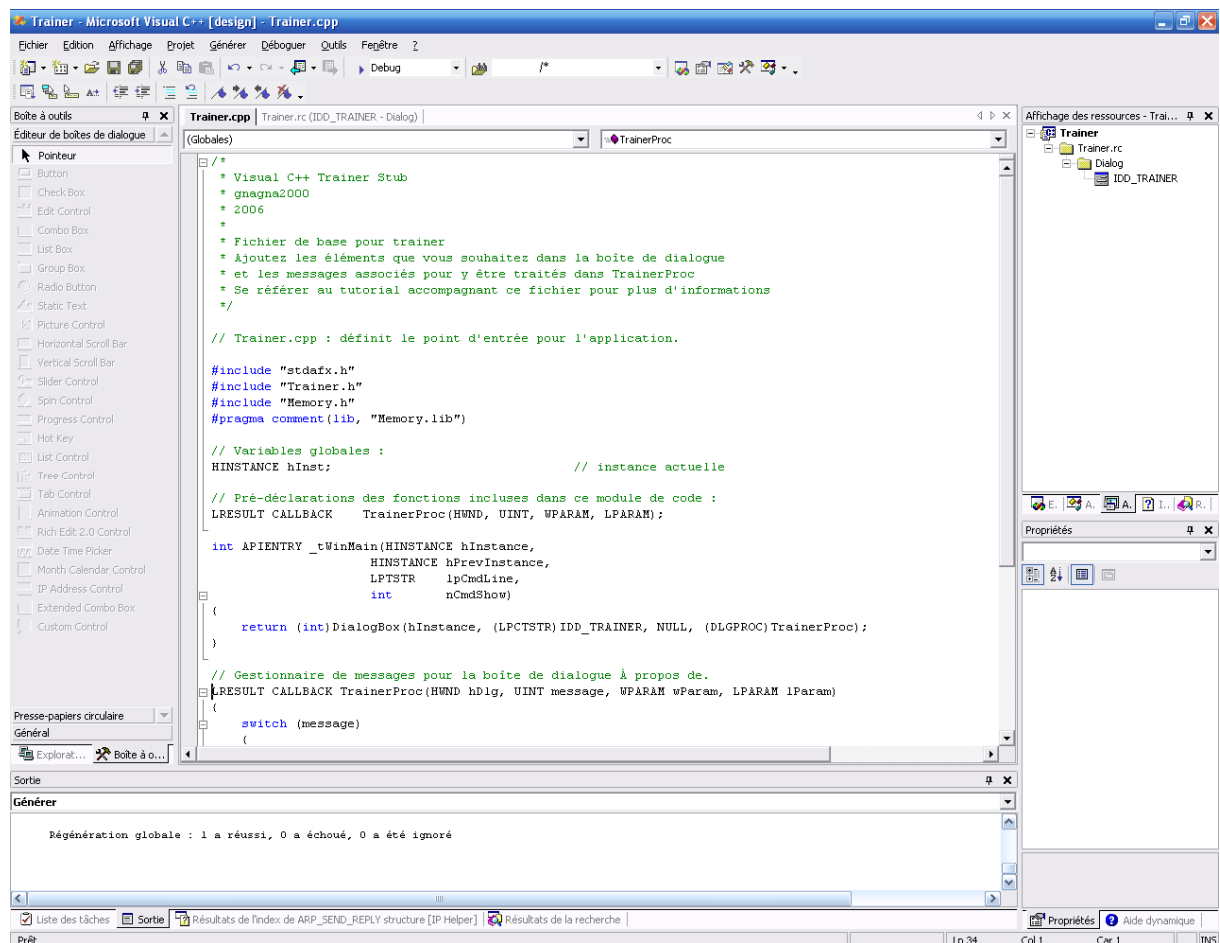 Trainer - Microsoft Visual C++ [design] - Trainer.cpp
Fichier Edition Affichage Projet Générer Déboguer Outils Fenêtre ?
Debug /*
Boîte à outils
Éditeur de boîtes de dialogue
Pointeur
Button
Check Box
Edit Control
Combo Box
List Box
Group Box
Radio Button
Static Text
Picture Control
Horizontal Scroll Bar
Vertical Scroll Bar
Slider Control
Spin Control
Progress Control
Hot Key
List Control
Tree Control
Tab Control
Animation Control
Rich Edit 2.0 Control
Date Time Picker
Month Calendar Control
IP Address Control
Extended Combo Box
Custom Control
Presse-papiers circulaire
Général
Explorat... Boîte à o...
Trainer.cpp Trainer.rc (IDD_TRAINER - Dialog)
(Globales) TrainerProc
/*
* Visual C++ Trainer Stub
* gnagna2000
* 2006
*
* Fichier de base pour trainer
* Ajoutez les éléments que vous souhaitez dans la boîte de dialogue
* et les messages associés pour y être traités dans TrainerProc
* Se référer au tutorial accompagnant ce fichier pour plus d'informations
*/
// Trainer.cpp : définit le point d'entrée pour l'application.
#include "stdafx.h"
#include "Trainer.h"
#include "Memory.h"
#pragma comment(lib, "Memory.lib")
// Variables globales :
HINSTANCE hInst; // instance actuelle
// Pré-déclarations des fonctions incluses dans ce module de code :
LRESULT CALLBACK TrainerProc(HWND, UINT, WPARAM, LPARAM);
int APIENTRY _tWinMain(HINSTANCE hInstance,
HINSTANCE hPrevInstance,
LPTSTR lpCmdLine,
int nCmdShow)
{
return (int)DialogBox(hInstance, (LPCTSTR)IDD_TRAINER, NULL, (DLGPROC)TrainerProc);
}
// Gestionnaire de messages pour la boîte de dialogue À propos de.
LRESULT CALLBACK TrainerProc(HWND hDlg, UINT message, WPARAM wParam, LPARAM lParam)
{
switch (message)
{
Affichage des ressources - Trai...
Trainer
Trainer.rc
Dialog
IDD_TRAINER
E. A. A. I.. R.
Propriétés
Sortie
Générer
Régénération globale : 1 a réussi, 0 a échoué, 0 a été ignoré
Liste des tâches Sortie Résultats de l'index de ARP_SEND_REPLY structure [IP Helper] Résultats de la recherche
Propriétés Aide dynamique
Prêt Ln 34 Col 1 Car 1 INS